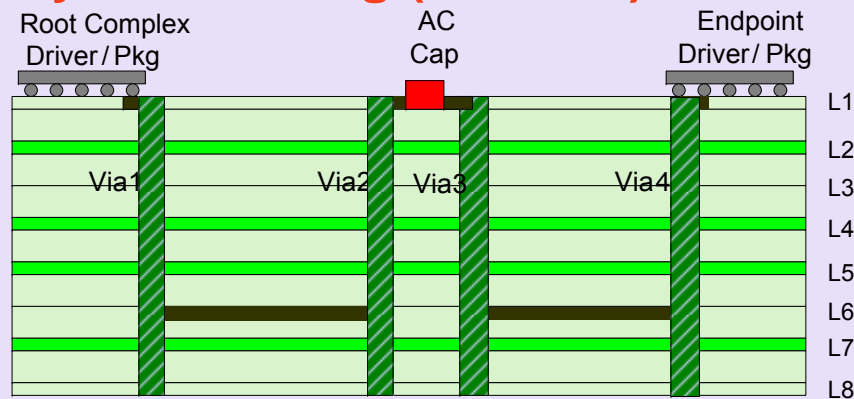 Root Complex
Driver / Pkg
AC
Cap
Endpoint
Driver / Pkg
L1
L2
Via1
Via2
Via3
Via4
L3
L4
L5
L6
L7
L8